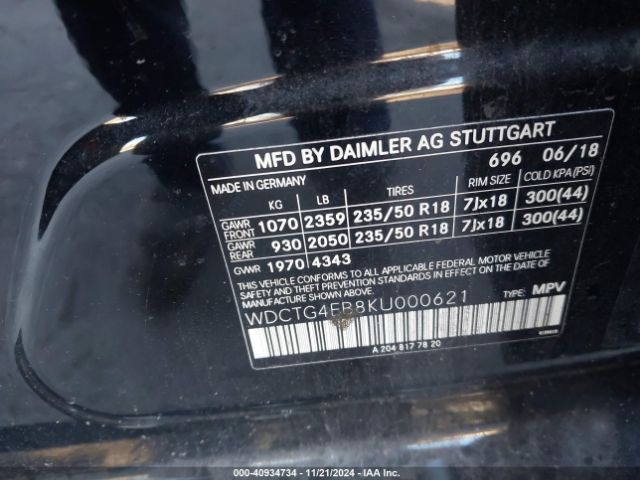 MFD BY DAIMLER AG STUTTGART
696 06/18
MADE IN GERMANY
KG LB TIRES RIM SIZE COLD KPA(PSI)
GAWR FRONT 1070 2359 235/50 R18 7Jx18 300(44)
GAWR REAR 930 2050 235/50 R18 7Jx18 300(44)
GVWR 1970 4343
THIS VEHICLE CONFORMS TO ALL APPLICABLE FEDERAL MOTOR VEHICLE
SAFETY, BUMPER, AND THEFT PREVENTION STANDARDS IN EFFECT ON THE
DATE OF MANUFACTURE SHOWN ABOVE.
WDCTG4EB8KU000621 TYPE: MPV
A 204 817 78 20
000-40934734 - 11/21/2024 - IAA Inc.